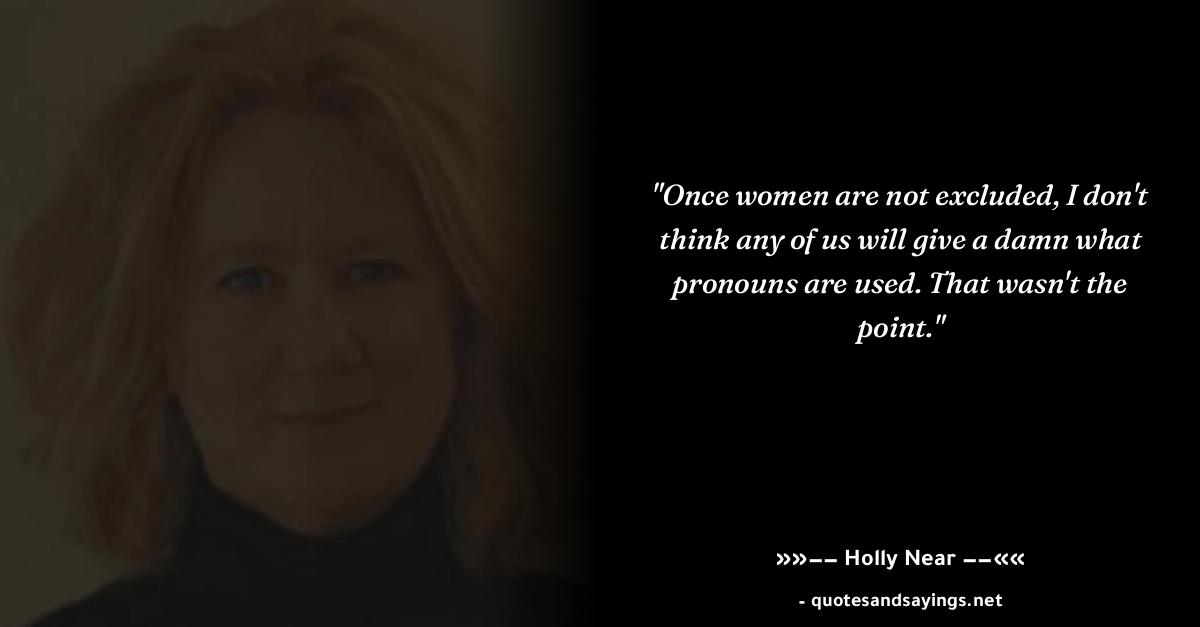 "Once women are not excluded, I don't
think any of us will give a damn what
pronouns are used. That wasn't the
point."
»»−− Holly Near −−««
- quotesandsayings.net